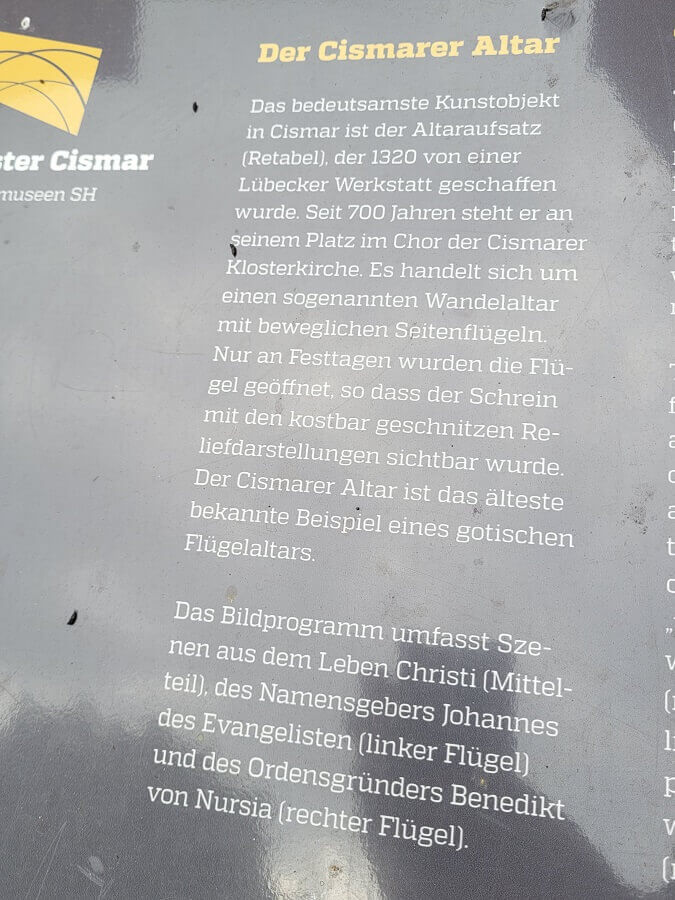 Der Cismarer Altar
Das bedeutsamste Kunstobjekt
in Cismar ist der Altaraufsatz
(Retabel), der 1320 von einer
Lübecker Werkstatt geschaffen
wurde. Seit 700 Jahren steht er an
seinem Platz im Chor der Cismarer
Klosterkirche. Es handelt sich um
einen sogenannten Wandelaltar
mit beweglichen Seitenflügeln.
Nur an Festtagen wurden die Flü-
gel geöffnet, so dass der Schrein
mit den kostbar geschnitzen Re-
liefdarstellungen sichtbar wurde.
Der Cismarer Altar ist das älteste
bekannte Beispiel eines gotischen
Flügelaltars.
Das Bildprogramm umfasst Sze-
nen aus dem Leben Christi (Mittel-
teil), des Namensgebers Johannes
des Evangelisten (linker Flügel)
und des Ordensgründers Benedikt
von Nursia (rechter Flügel).
ster Cismar
museen SH